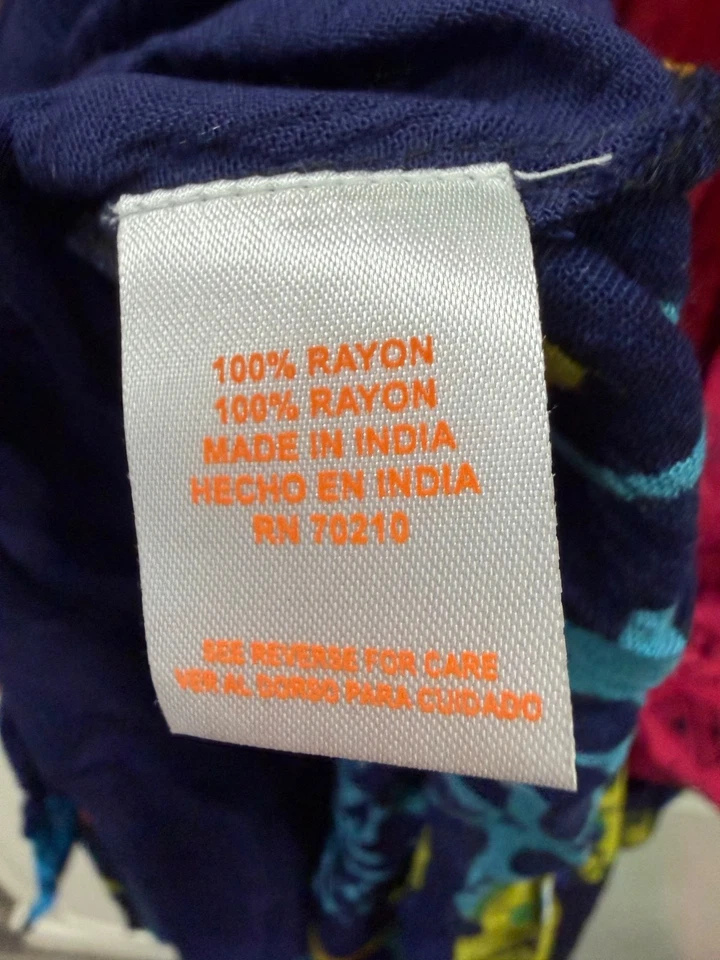 100% RAYON
100% RAYON
MADE IN INDIA
HECHO EN INDIA
RN 70210
SEE REVERSE FOR CARE
VER AL DORSO PARA CUIDADO